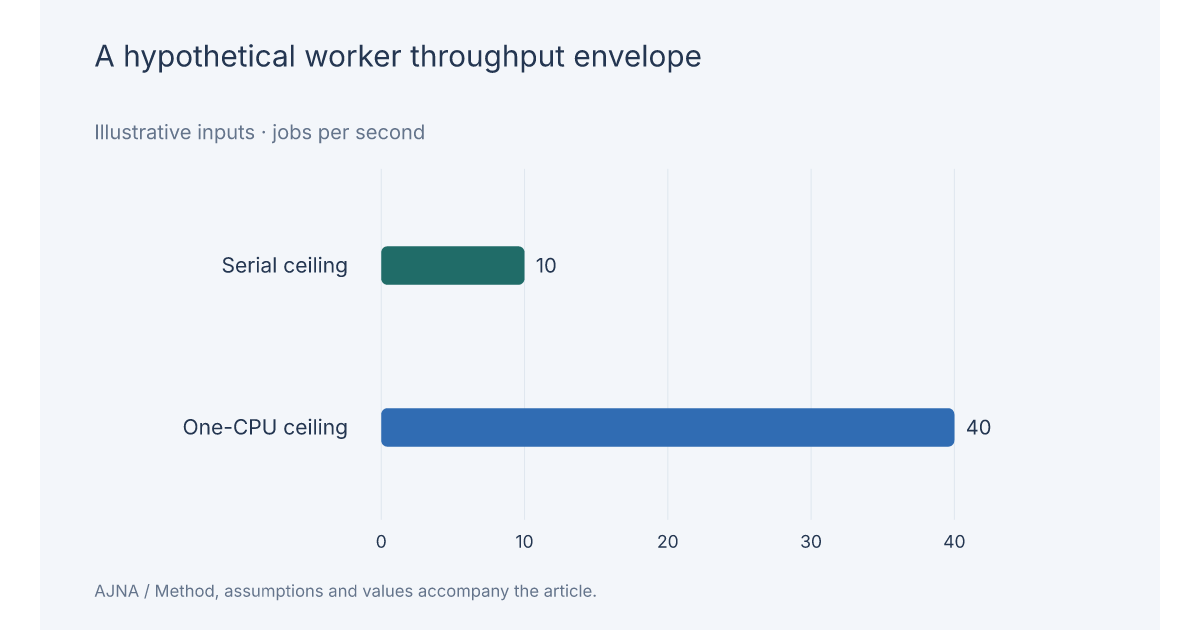 A hypothetical worker throughput envelope
Illustrative inputs · jobs per second
Serial ceiling 10
One-CPU ceiling 40
0 10 20 30 40
AJNA / Method, assumptions and values accompany the article.